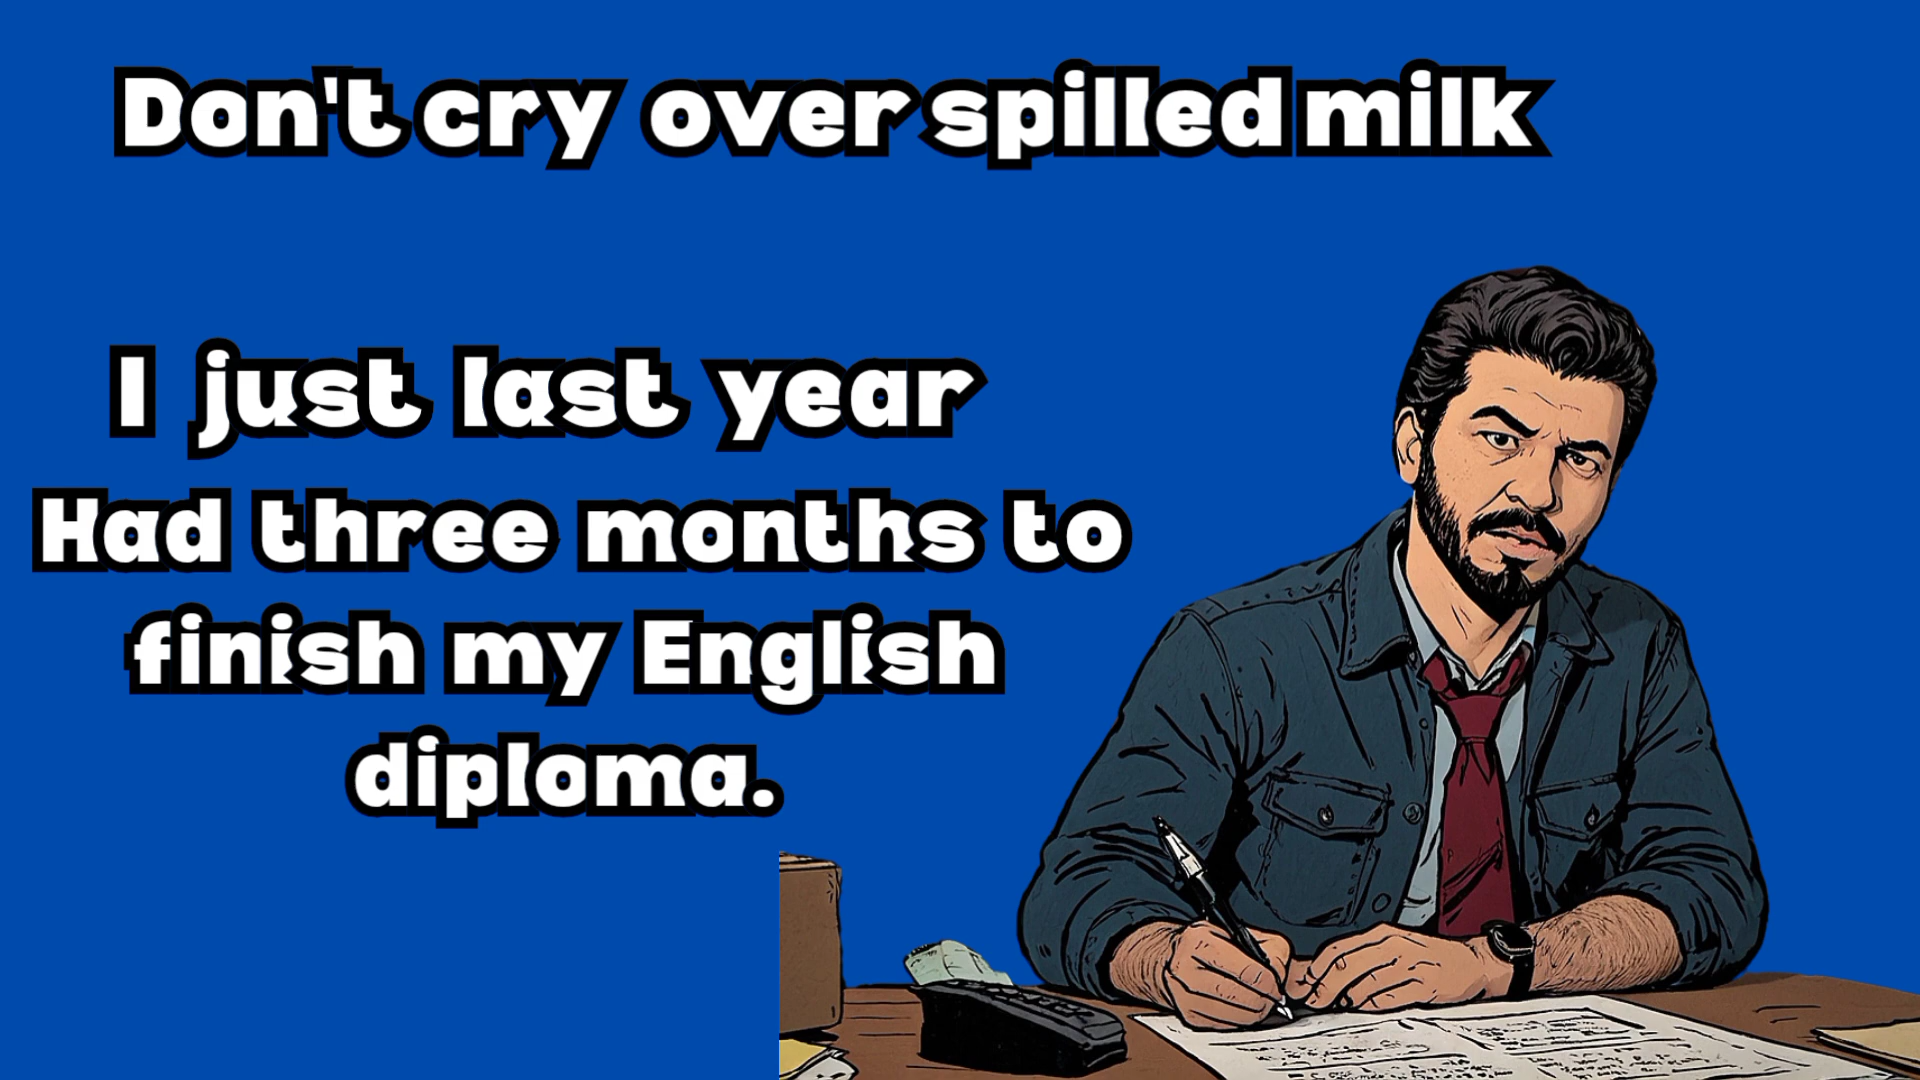 Don't cry over spilled milk
I just last year
Had three months to
finish my English
diploma.